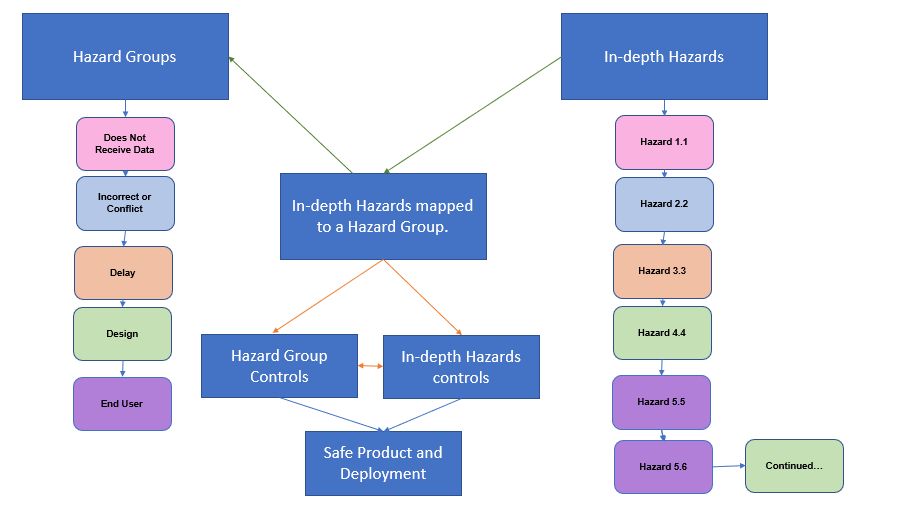 Hazard Groups
In-depth Hazards
Does Not
Receive Data
Incorrect or
Conflict
Delay
Design
End User
In-depth Hazards mapped
to a Hazard Group.
Hazard Group
Controls
In-depth Hazards
controls
Safe Product and
Deployment
Hazard 1.1
Hazard 2.2
Hazard 3.3
Hazard 4.4
Hazard 5.5
Hazard 5.6
Continued...